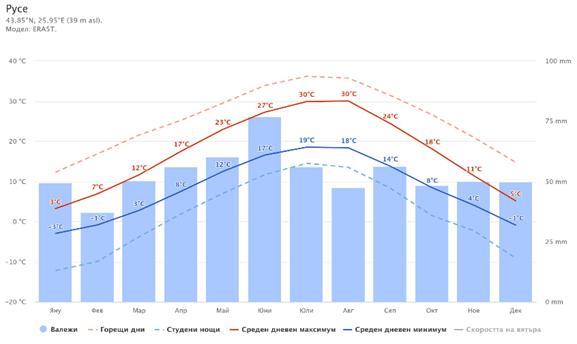 Русе
43.85°N, 25.95°E (39 m asl).
Модел: ERA5T.
40 °C
30 °C
20 °C
10 °C
0 °C
-10 °C
-20 °C
100 mm
75 mm
50 mm
25 mm
0 mm
3°C
7°C
12°C
17°C
23°C
27°C
30°C
30°C
24°C
18°C
11°C
5°C
-3°C
-1°C
3°C
8°C
12°C
17°C
19°C
18°C
14°C
8°C
4°C
-1°C
Яну
Фев
Мар
Апр
Май
Юни
Юли
Авг
Сеп
Окт
Ное
Дек
Валежи
Горещи дни
Студени нощи
Среден дневен максимум
Среден дневен минимум
Скоростта на вятъра